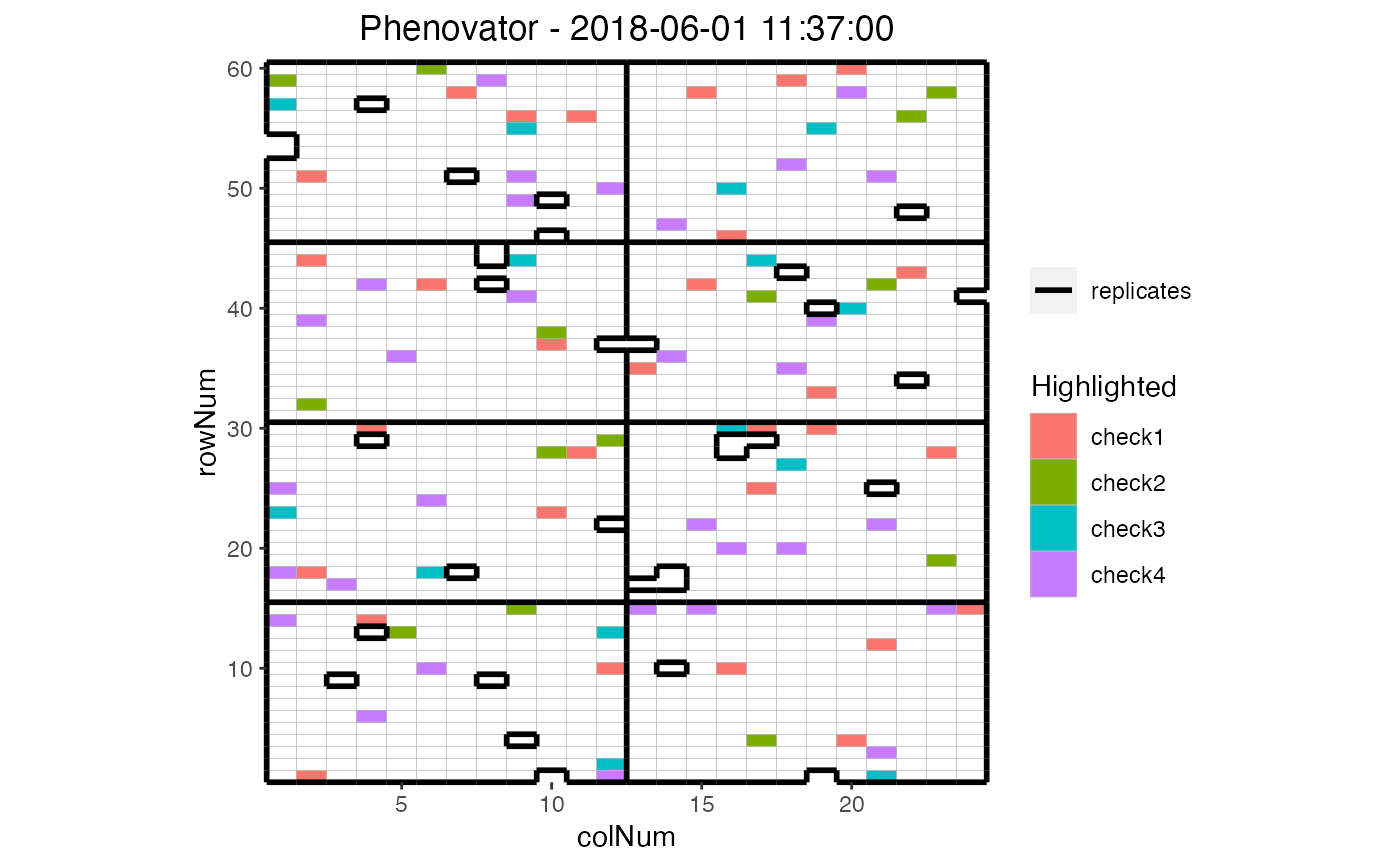 Phenovator - 2018-06-01 11:37:00
60
50
40
30
20
10
rowNum
5 10 15 20
colNum
replicates
Highlighted
check1
check2
check3
check4